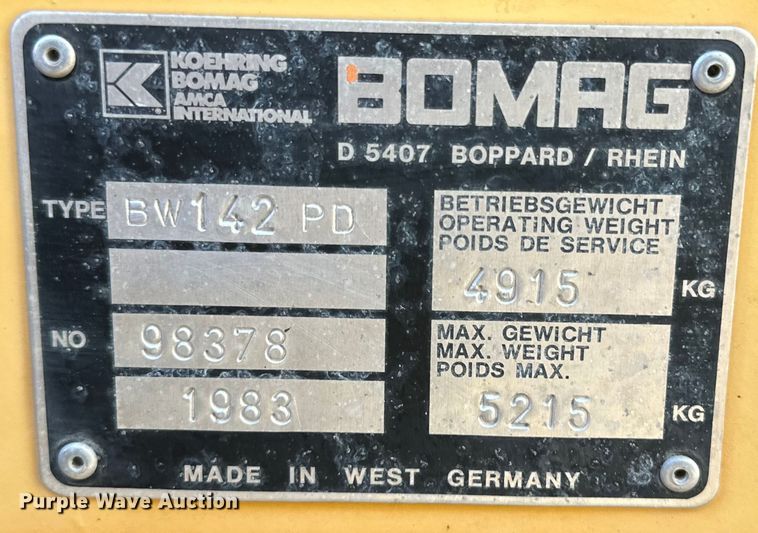 KOEHRING
BOMAG
AMCA
INTERNATIONAL
BOMAG
D 5407 BOPPARD / RHEIN
TYPE BW142 PD
BETRIEBSGEWICHT
OPERATING WEIGHT
POIDS DE SERVICE
4915 KG
NO 98378
1983
MAX. GEWICHT
MAX. WEIGHT
POIDS MAX.
5215 KG
MADE IN WEST GERMANY
Purple Wave Auction